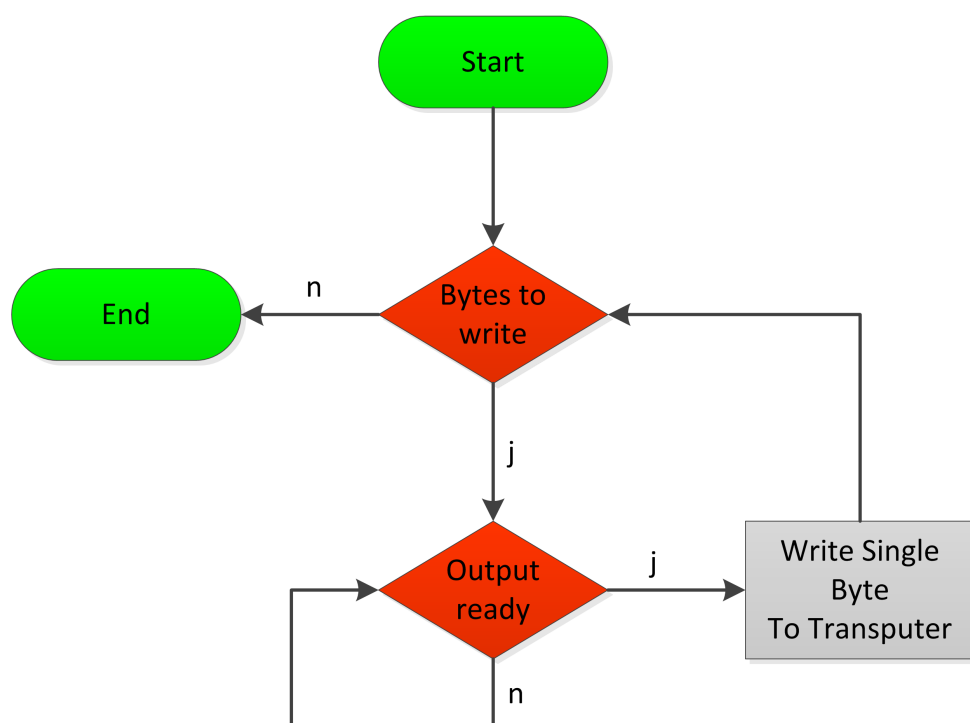 Start
n
End
Bytes to
write
j
Output
ready
j
Write Single
Byte
To Transputer
n